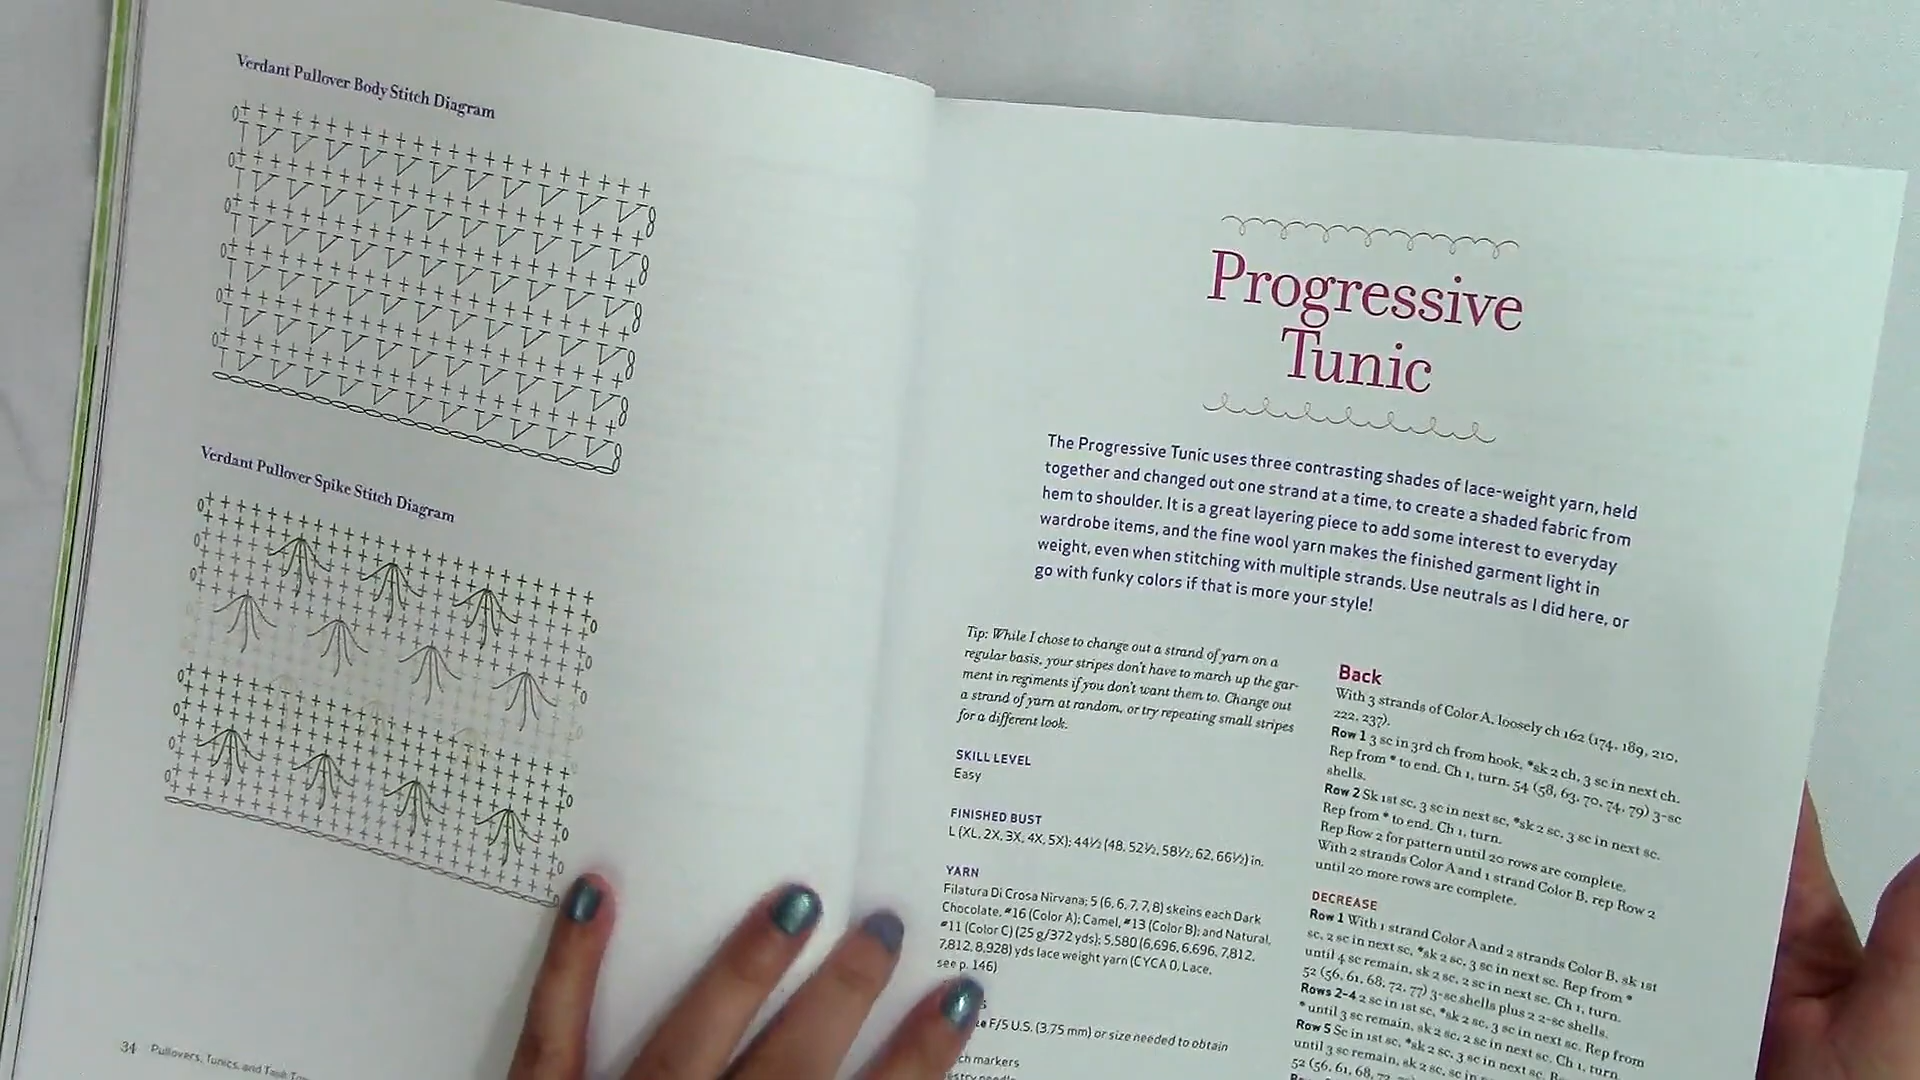 Verdant Pullover Body Stitch Diagram
Verdant Pullover Spike Stitch Diagram
34 Pullovers, Tunics, and Tank Top
Progressive
Tunic
The Progressive Tunic uses three contrasting shades of lace-weight yarn, held
together and changed out one strand at a time, to create a shaded fabric from
hem to shoulder. It is a great layering piece to add some interest to everyday
wardrobe items, and the fine wool yarn makes the finished garment light in
weight, even when stitching with multiple strands. Use neutrals as I did here, or
go with funky colors if that is more your style!
Tip: While I chose to change out a strand of yarn on a
regular basis, your stripes don't have to march up the gar-
ment in regiments if you don't want them to. Change out
a strand of yarn at random, or try repeating small stripes
for a different look.
SKILL LEVEL
Easy
FINISHED BUST
L (XL, 2X, 3X, 4X, 5X); 44½ (48, 52½, 58½, 62, 66½) in.
YARN
Filatura Di Crosa Nirvana; 5 (6, 6, 7, 7, 8) skeins each Dark
Chocolate, #16 (Color A); Camel, #13 (Color B); and Natural,
#11 (Color C) (25 g/372 yds); 5,580 (6,696, 6,696, 7,812,
7,812, 8,928) yds lace weight yarn (CYCA 0, Lace,
see p. 146)
F/5 U.S. (3.75 mm) or size needed to obtain
ch markers
Back
With 3 strands of Color A, loosely ch 162 (174, 189, 210,
222, 237).
Row 1 3 sc in 3rd ch from hook, *sk 2 ch, 3 sc in next ch.
Rep from * to end. Ch 1, turn. 54 (58, 63, 70, 74, 79) 3-sc
shells.
Row 2 Sk 1st sc, 3 sc in next sc, *sk 2 sc, 3 sc in next sc.
Rep from * to end. Ch 1, turn.
Rep Row 2 for pattern until 20 rows are complete.
With 2 strands Color A and 1 strand Color B, rep Row 2
until 20 more rows are complete.
DECREASE
Row 1 With 1 strand Color A and 2 strands Color B, sk 1st
sc, 2 sc in next sc, *sk 2 sc, 3 sc in next sc. Rep from *
until 4 sc remain, sk 2 sc, 2 sc in next sc. Ch 1, turn.
52 (56, 61, 68, 72, 77) 3-sc shells plus 2 2-sc shells.
Rows 2–4 2 sc in 1st sc, *sk 2 sc, 3 sc in next sc. Rep from
* until 3 sc remain, sk 2 sc, 2 sc in next sc. Ch 1, turn.
Row 5 Sc in 1st sc, *sk 2 sc, 3 sc in next sc. Rep from *
until 3 sc remain, sk 2 sc, sc in
52 (56, 61, 68, 72,